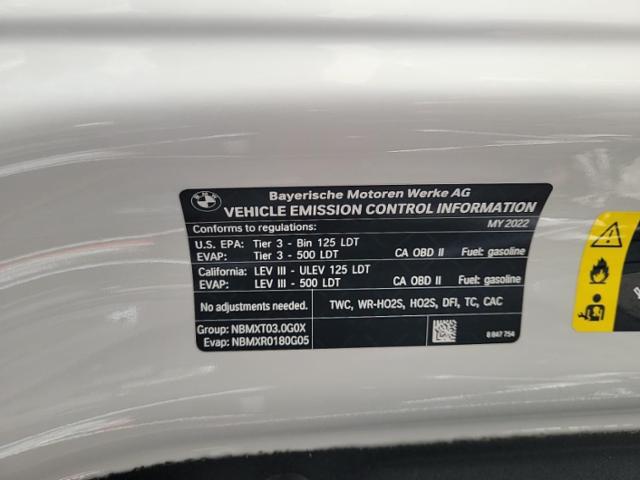 BMW
Bayerische Motoren Werke AG
VEHICLE EMISSION CONTROL INFORMATION
Conforms to regulations: MY 2022
U.S. EPA: Tier 3 - Bin 125 LDT
EVAP: Tier 3 - 500 LDT CA OBD II Fuel: gasoline
California: LEV III - ULEV 125 LDT
EVAP: LEV III - 500 LDT CA OBD II Fuel: gasoline
No adjustments needed. TWC, WR-HO2S, HO2S, DFI, TC, CAC
Group: NBMXT03.0G0X
Evap: NBMXR0180G05 8 847 754